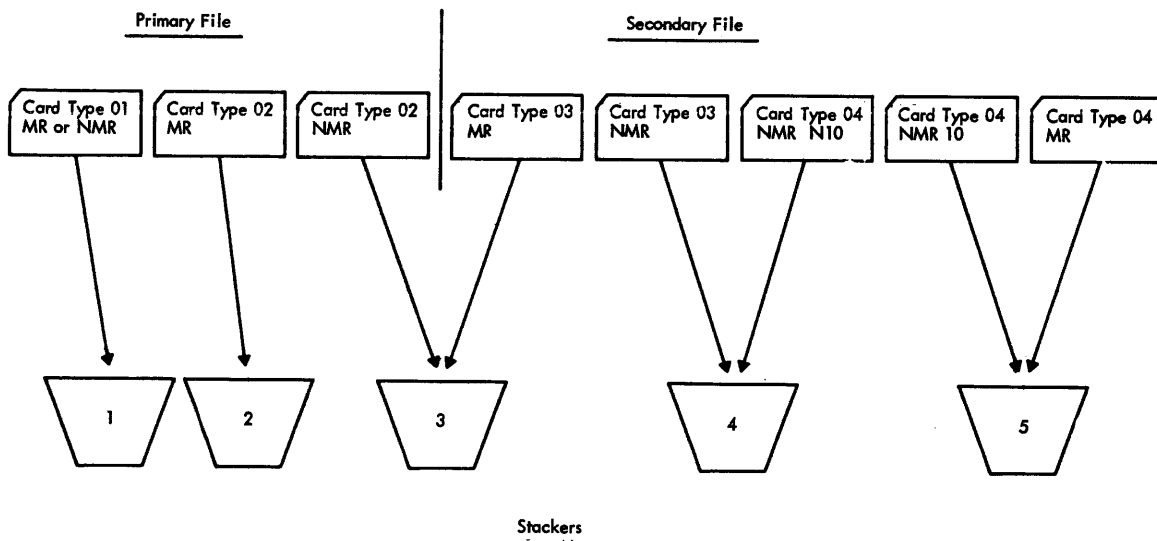 Primary File
Secondary File
Card Type 01
MR or NMR
Card Type 02
MR
Card Type 02
NMR
Card Type 03
MR
Card Type 03
NMR
Card Type 04
NMR N10
Card Type 04
NMR 10
Card Type 04
MR
1
2
3
4
5
Stackers